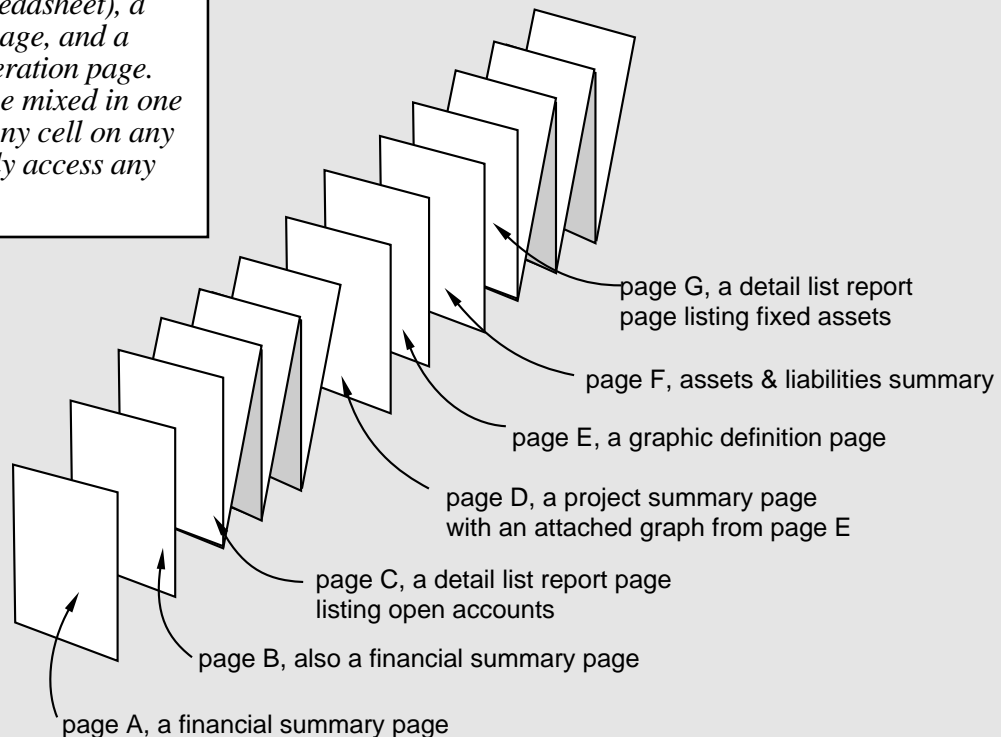 age, and a
eration page.
e mixed in one
ny cell on any
ly access any
page G, a detail list report
page listing fixed assets
page F, assets & liabilities summary
page E, a graphic definition page
page D, a project summary page
with an attached graph from page E
page C, a detail list report page
listing open accounts
page B, also a financial summary page
page A, a financial summary page